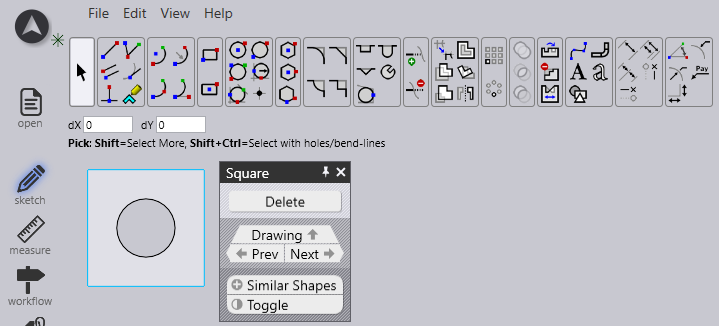 File Edit View Help
A a
Pay
open
dX 0 dY 0
Pick: Shift=Select More, Shift+Ctrl=Select with holes/bend-lines
sketch
measure
workflow
Square
Delete
Drawing
Prev Next
Similar Shapes
Toggle